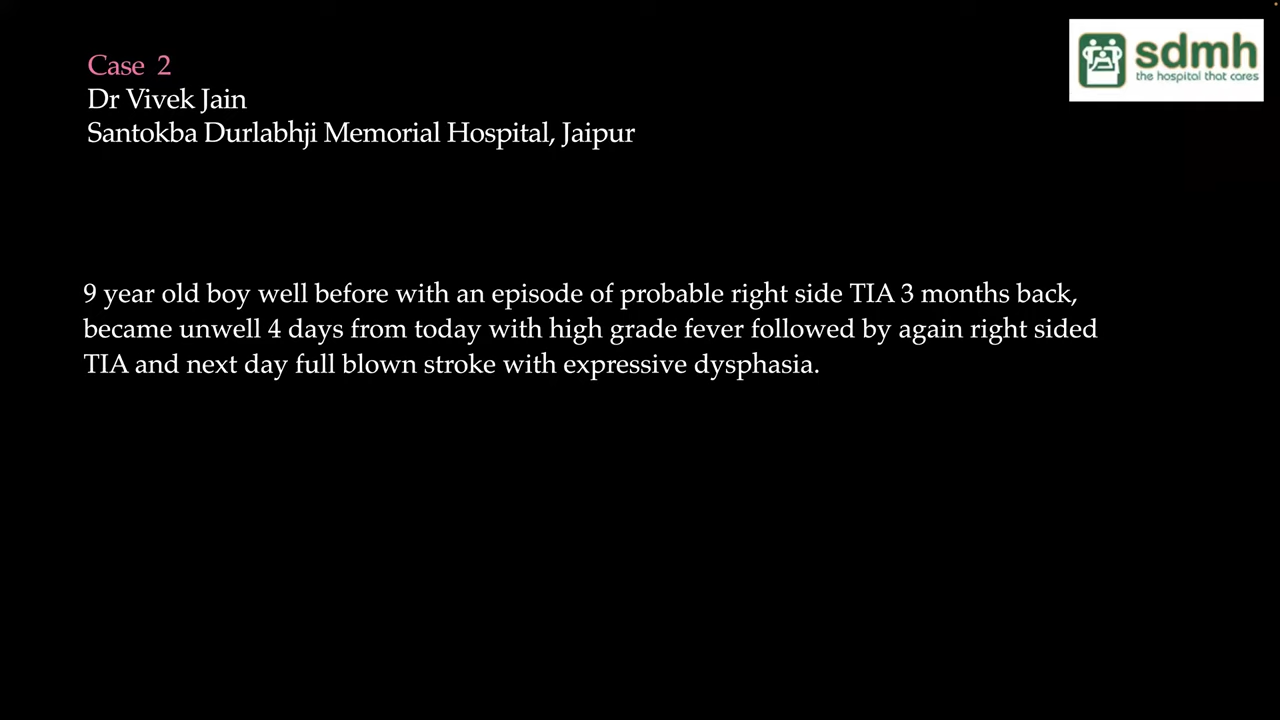 Case 2
Dr Vivek Jain
Santokba Durlabhji Memorial Hospital, Jaipur
sdmh
the hospital that cares
9 year old boy well before with an episode of probable right side TIA 3 months back,
became unwell 4 days from today with high grade fever followed by again right sided
TIA and next day full blown stroke with expressive dysphasia.